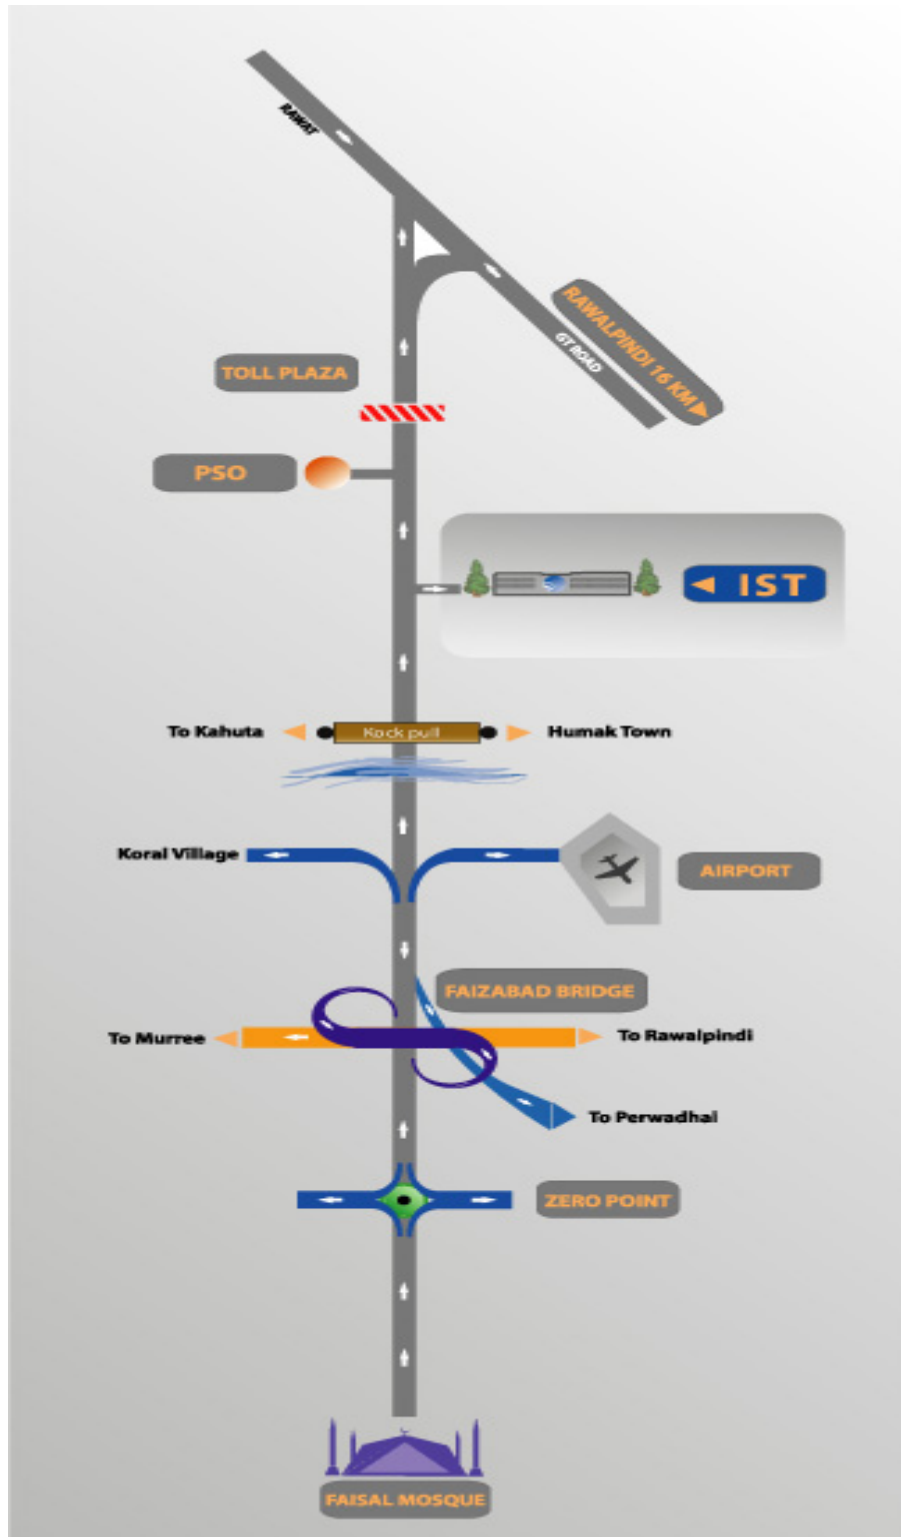 RAWAT
RAWALPINDI 16 KM
GT ROAD
TOLL PLAZA
PSO
IST
To Kahuta
Kock pull
Humak Town
Koral Village
AIRPORT
FAIZABAD BRIDGE
To Murree
To Rawalpindi
To Perwadhai
ZERO POINT
FAISAL MOSQUE